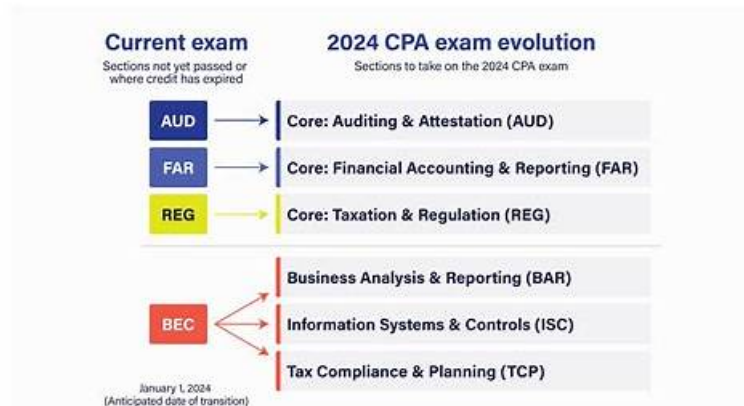 Current exam
Sections not yet passed or
where credit has expired
2024 CPA exam evolution
Sections to take on the 2024 CPA exam
AUD
Core: Auditing & Attestation (AUD)
FAR
Core: Financial Accounting & Reporting (FAR)
REG
Core: Taxation & Regulation (REG)
BEC
Business Analysis & Reporting (BAR)
Information Systems & Controls (ISC)
Tax Compliance & Planning (TCP)
January 1, 2024
(Anticipated date of transition)